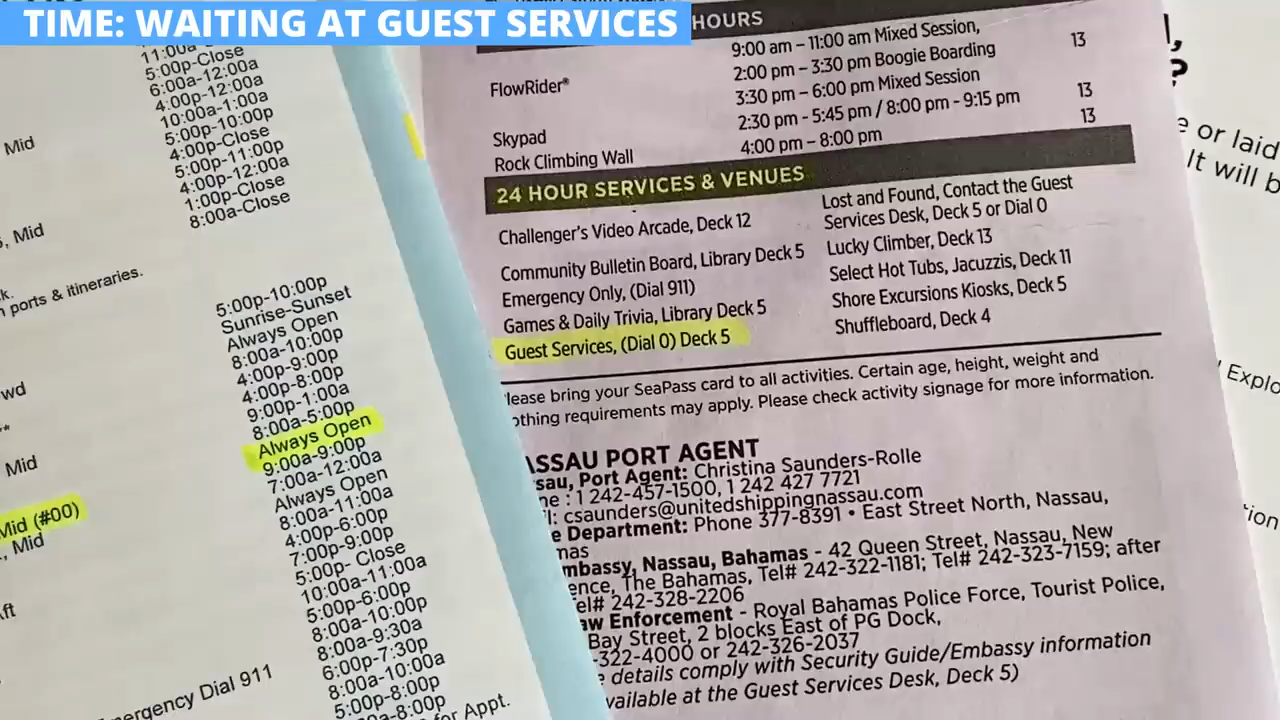 TIME: WAITING AT GUEST SERVICES
11:00a
5:00p-Close
6:00a-12:00a
4:00p-12:00a
10:00a-1:00a
5:00p-10:00p
4:00p-Close
5:00p-11:00p
4:00p-12:00a
1:00p-Close
8:00a-Close
Mid
Mid
ports & itineraries.
5:00p-10:00p
Sunrise-Sunset
Always Open
8:00a-10:00p
4:00p-9:00p
4:00p-8:00p
9:00p-1:00a
8:00a-5:00p
Always Open
9:00a-9:00p
7:00a-12:00a
Always Open
8:00a-11:00a
4:00p-6:00p
7:00p-9:00p
5:00p- Close
10:00a-11:00a
5:00p-6:00p
8:00a-10:00p
8:00a-9:30a
6:00p-7:30p
8:00a-10:00a
5:00p-8:00p
a-8:00p
for Appt.
Mid
Mid (#00)
Mid
Dial 911
HOURS
FlowRider®
9:00 am – 11:00 am Mixed Session,
2:00 pm – 3:30 pm Boogie Boarding
3:30 pm – 6:00 pm Mixed Session
13
Skypad
2:30 pm - 5:45 pm / 8:00 pm - 9:15 pm
13
Rock Climbing Wall
4:00 pm – 8:00 pm
13
24 HOUR SERVICES & VENUES
Challenger's Video Arcade, Deck 12
Community Bulletin Board, Library Deck 5
Emergency Only, (Dial 911)
Games & Daily Trivia, Library Deck 5
Guest Services, (Dial 0) Deck 5
Lost and Found, Contact the Guest
Services Desk, Deck 5 or Dial 0
Lucky Climber, Deck 13
Select Hot Tubs, Jacuzzis, Deck 11
Shore Excursions Kiosks, Deck 5
Shuffleboard, Deck 4
lease bring your SeaPass card to all activities. Certain age, height, weight and
othing requirements may apply. Please check activity signage for more information.
ASSAU PORT AGENT
sau, Port Agent: Christina Saunders-Rolle
ne : 1 242-457-1500, 1 242 427 7721
l: csaunders@unitedshippingnassau.com
e Department: Phone 377-8391 • East Street North, Nassau,
mas
mbassy, Nassau, Bahamas - 42 Queen Street, Nassau, New
ence, The Bahamas, Tel# 242-322-1181; Tel# 242-323-7159; after
el# 242-328-2206
aw Enforcement - Royal Bahamas Police Force, Tourist Police,
Bay Street, 2 blocks East of PG Dock,
-322-4000 or 242-326-2037
e details comply with Security Guide/Embassy information
vailable at the Guest Services Desk, Deck 5)
?
e or laid
It will b
Explo